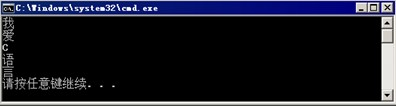 C:\Windows\system32\cmd.exe
我
爱
C
语
言
请按任意键继续. . .